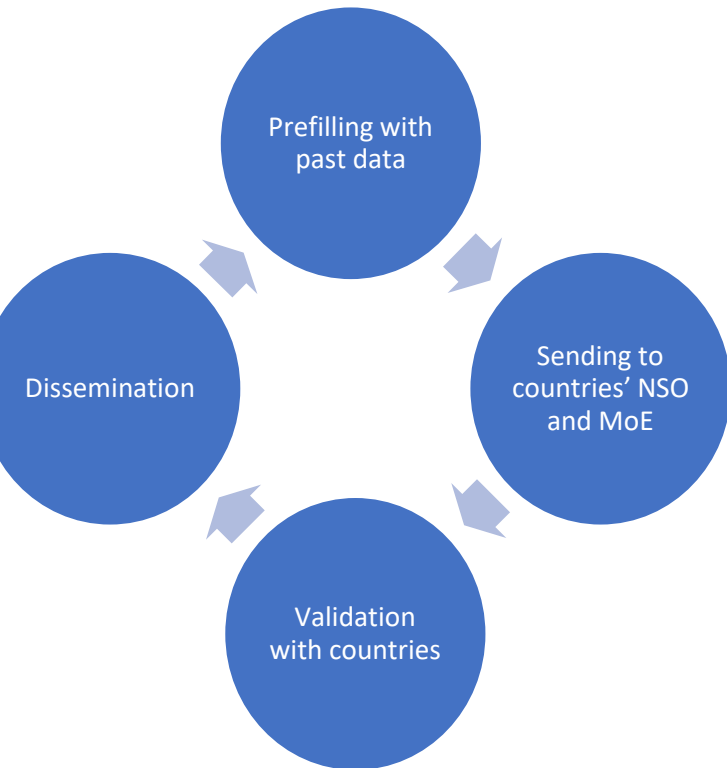 Prefilling with
past data
Sending to
countries’ NSO
and MoE
Validation
with countries
Dissemination